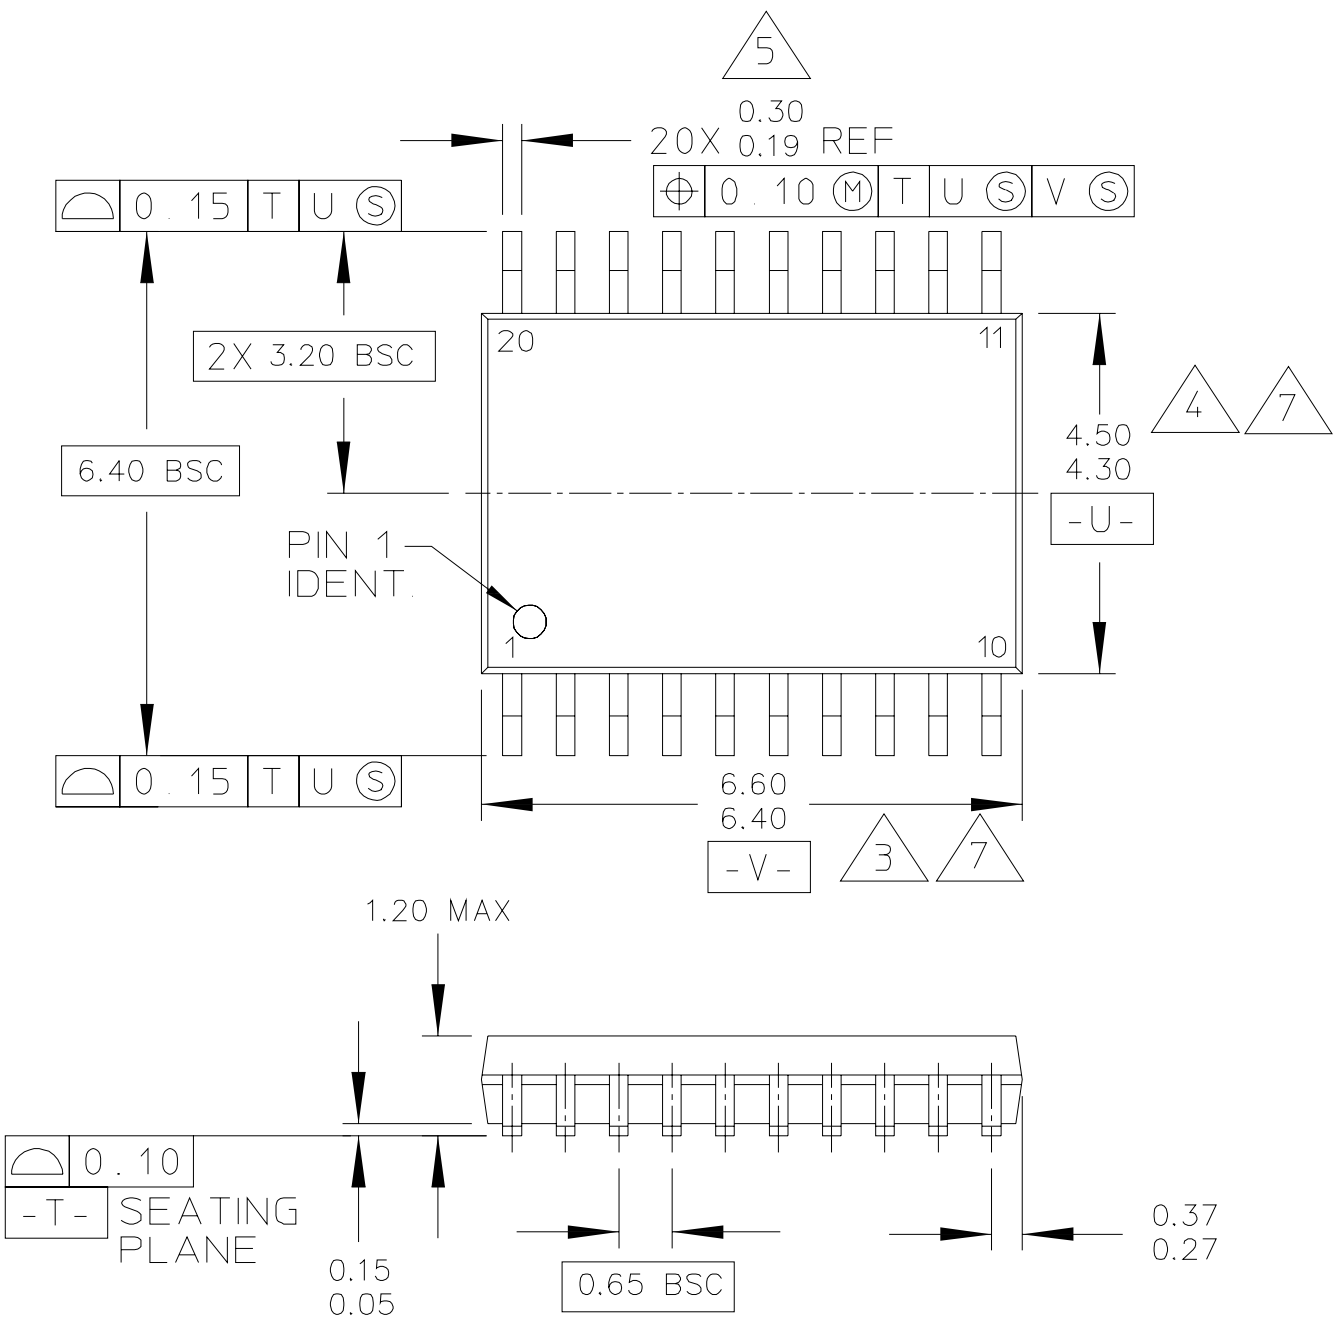 5
0.30
20X 0.19 REF
⌖ 0.10 Ⓜ T U Ⓢ V Ⓢ
⌓ 0.15 T U Ⓢ
20
11
2X 3.20 BSC
4
7
4.50
4.30
6.40 BSC
-U-
PIN 1
IDENT.
1
10
⌓ 0.15 T U Ⓢ
6.60
6.40
-V-
3
7
1.20 MAX
⌓ 0.10
-T- SEATING
PLANE
0.15
0.05
0.65 BSC
0.37
0.27